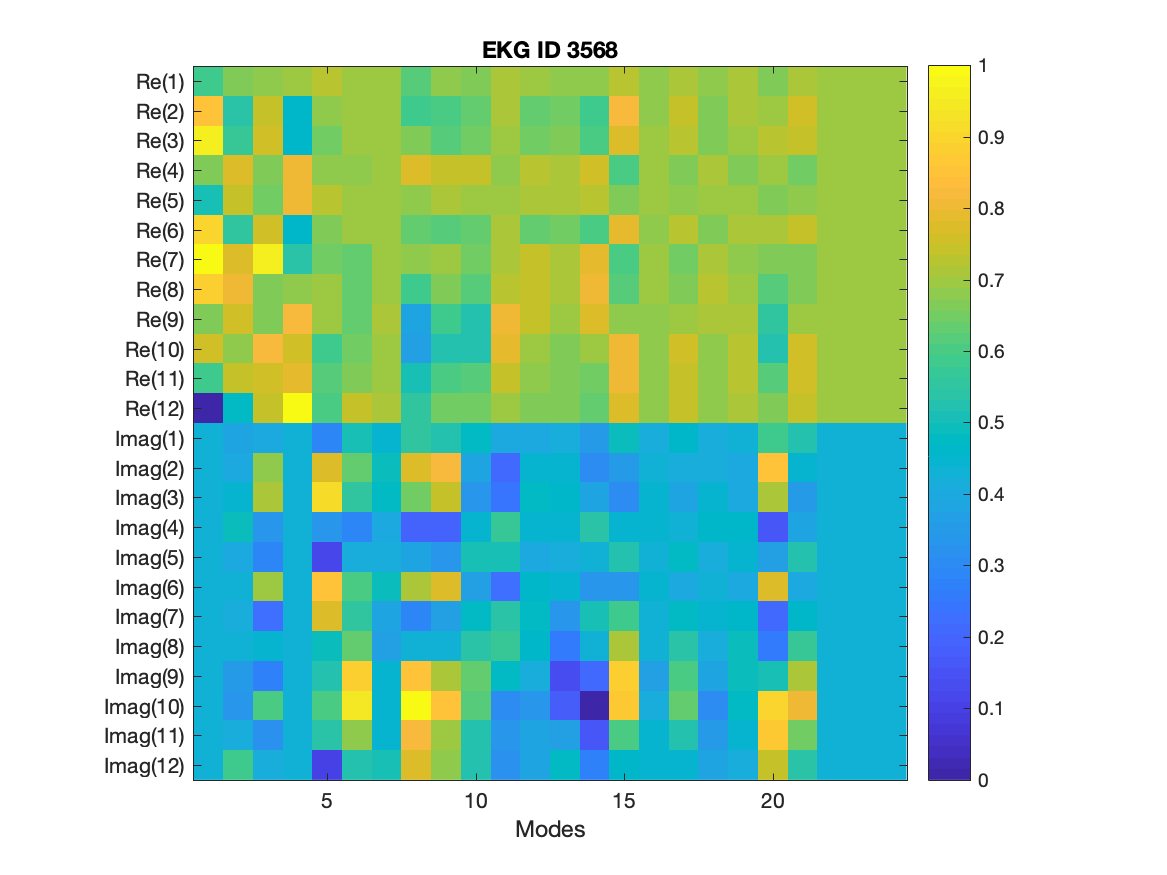 EKG ID 3568
Re(1)
Re(2)
Re(3)
Re(4)
Re(5)
Re(6)
Re(7)
Re(8)
Re(9)
Re(10)
Re(11)
Re(12)
Imag(1)
Imag(2)
Imag(3)
Imag(4)
Imag(5)
Imag(6)
Imag(7)
Imag(8)
Imag(9)
Imag(10)
Imag(11)
Imag(12)
5 10 15 20
Modes
1
0.9
0.8
0.7
0.6
0.5
0.4
0.3
0.2
0.1
0